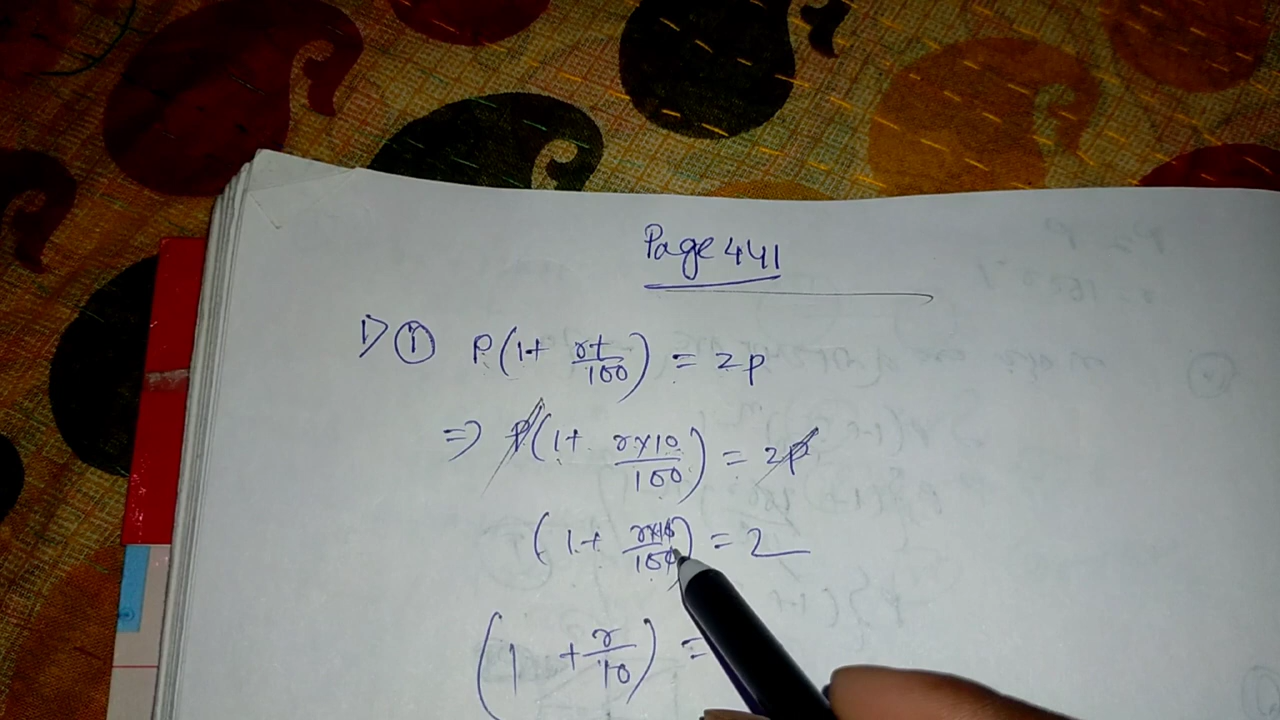 Page 441
1) (i) P(1+ rt/100) = 2P
=> P(1+ r×10/100) = 2P
(1+ r×10/100) = 2
(1 + r/10) =